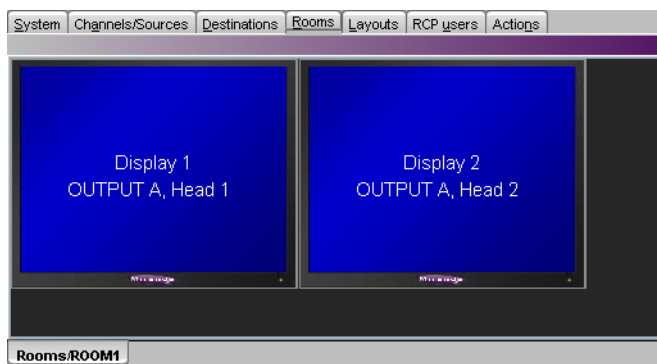 System Channels/Sources Destinations Rooms Layouts RCP users Actions
Display 1
OUTPUT A, Head 1
Display 2
OUTPUT A, Head 2
Rooms/ROOM1